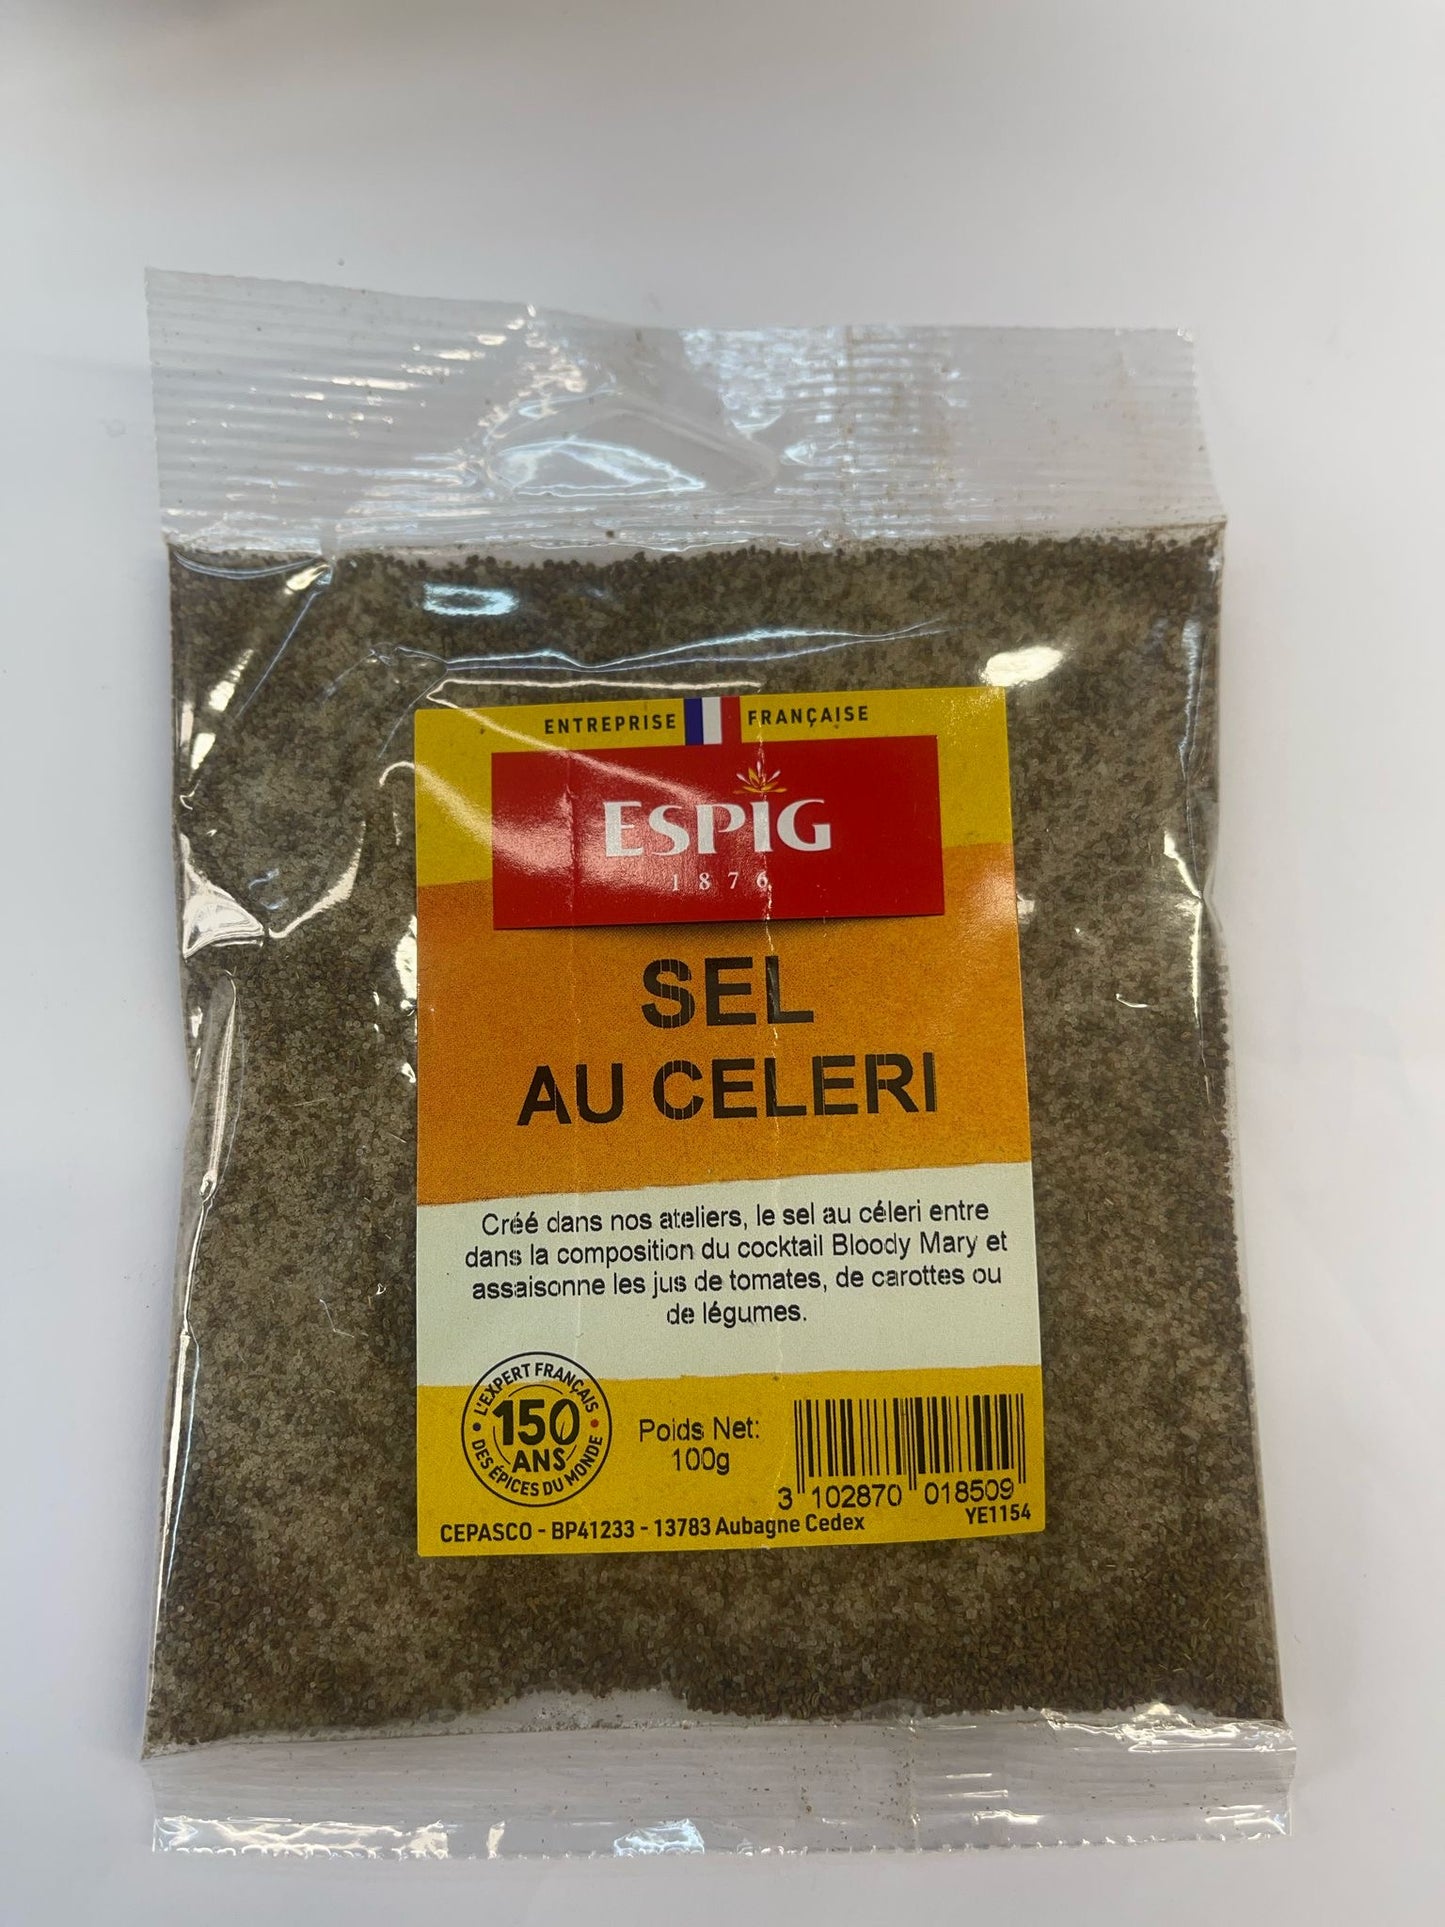 ENTREPRISE FRANÇAISE
ESPIG
1876
SEL
AU CELERI
Créé dans nos ateliers, le sel au céleri entre
dans la composition du cocktail Bloody Mary et
assaisonne les jus de tomates, de carottes ou
de légumes.
L'EXPERT FRANÇAIS
150
ANS
DES ÉPICES DU MONDE
Poids Net:
100g
3 102870 018509
YE1154
CEPASCO - BP41233 - 13783 Aubagne Cedex